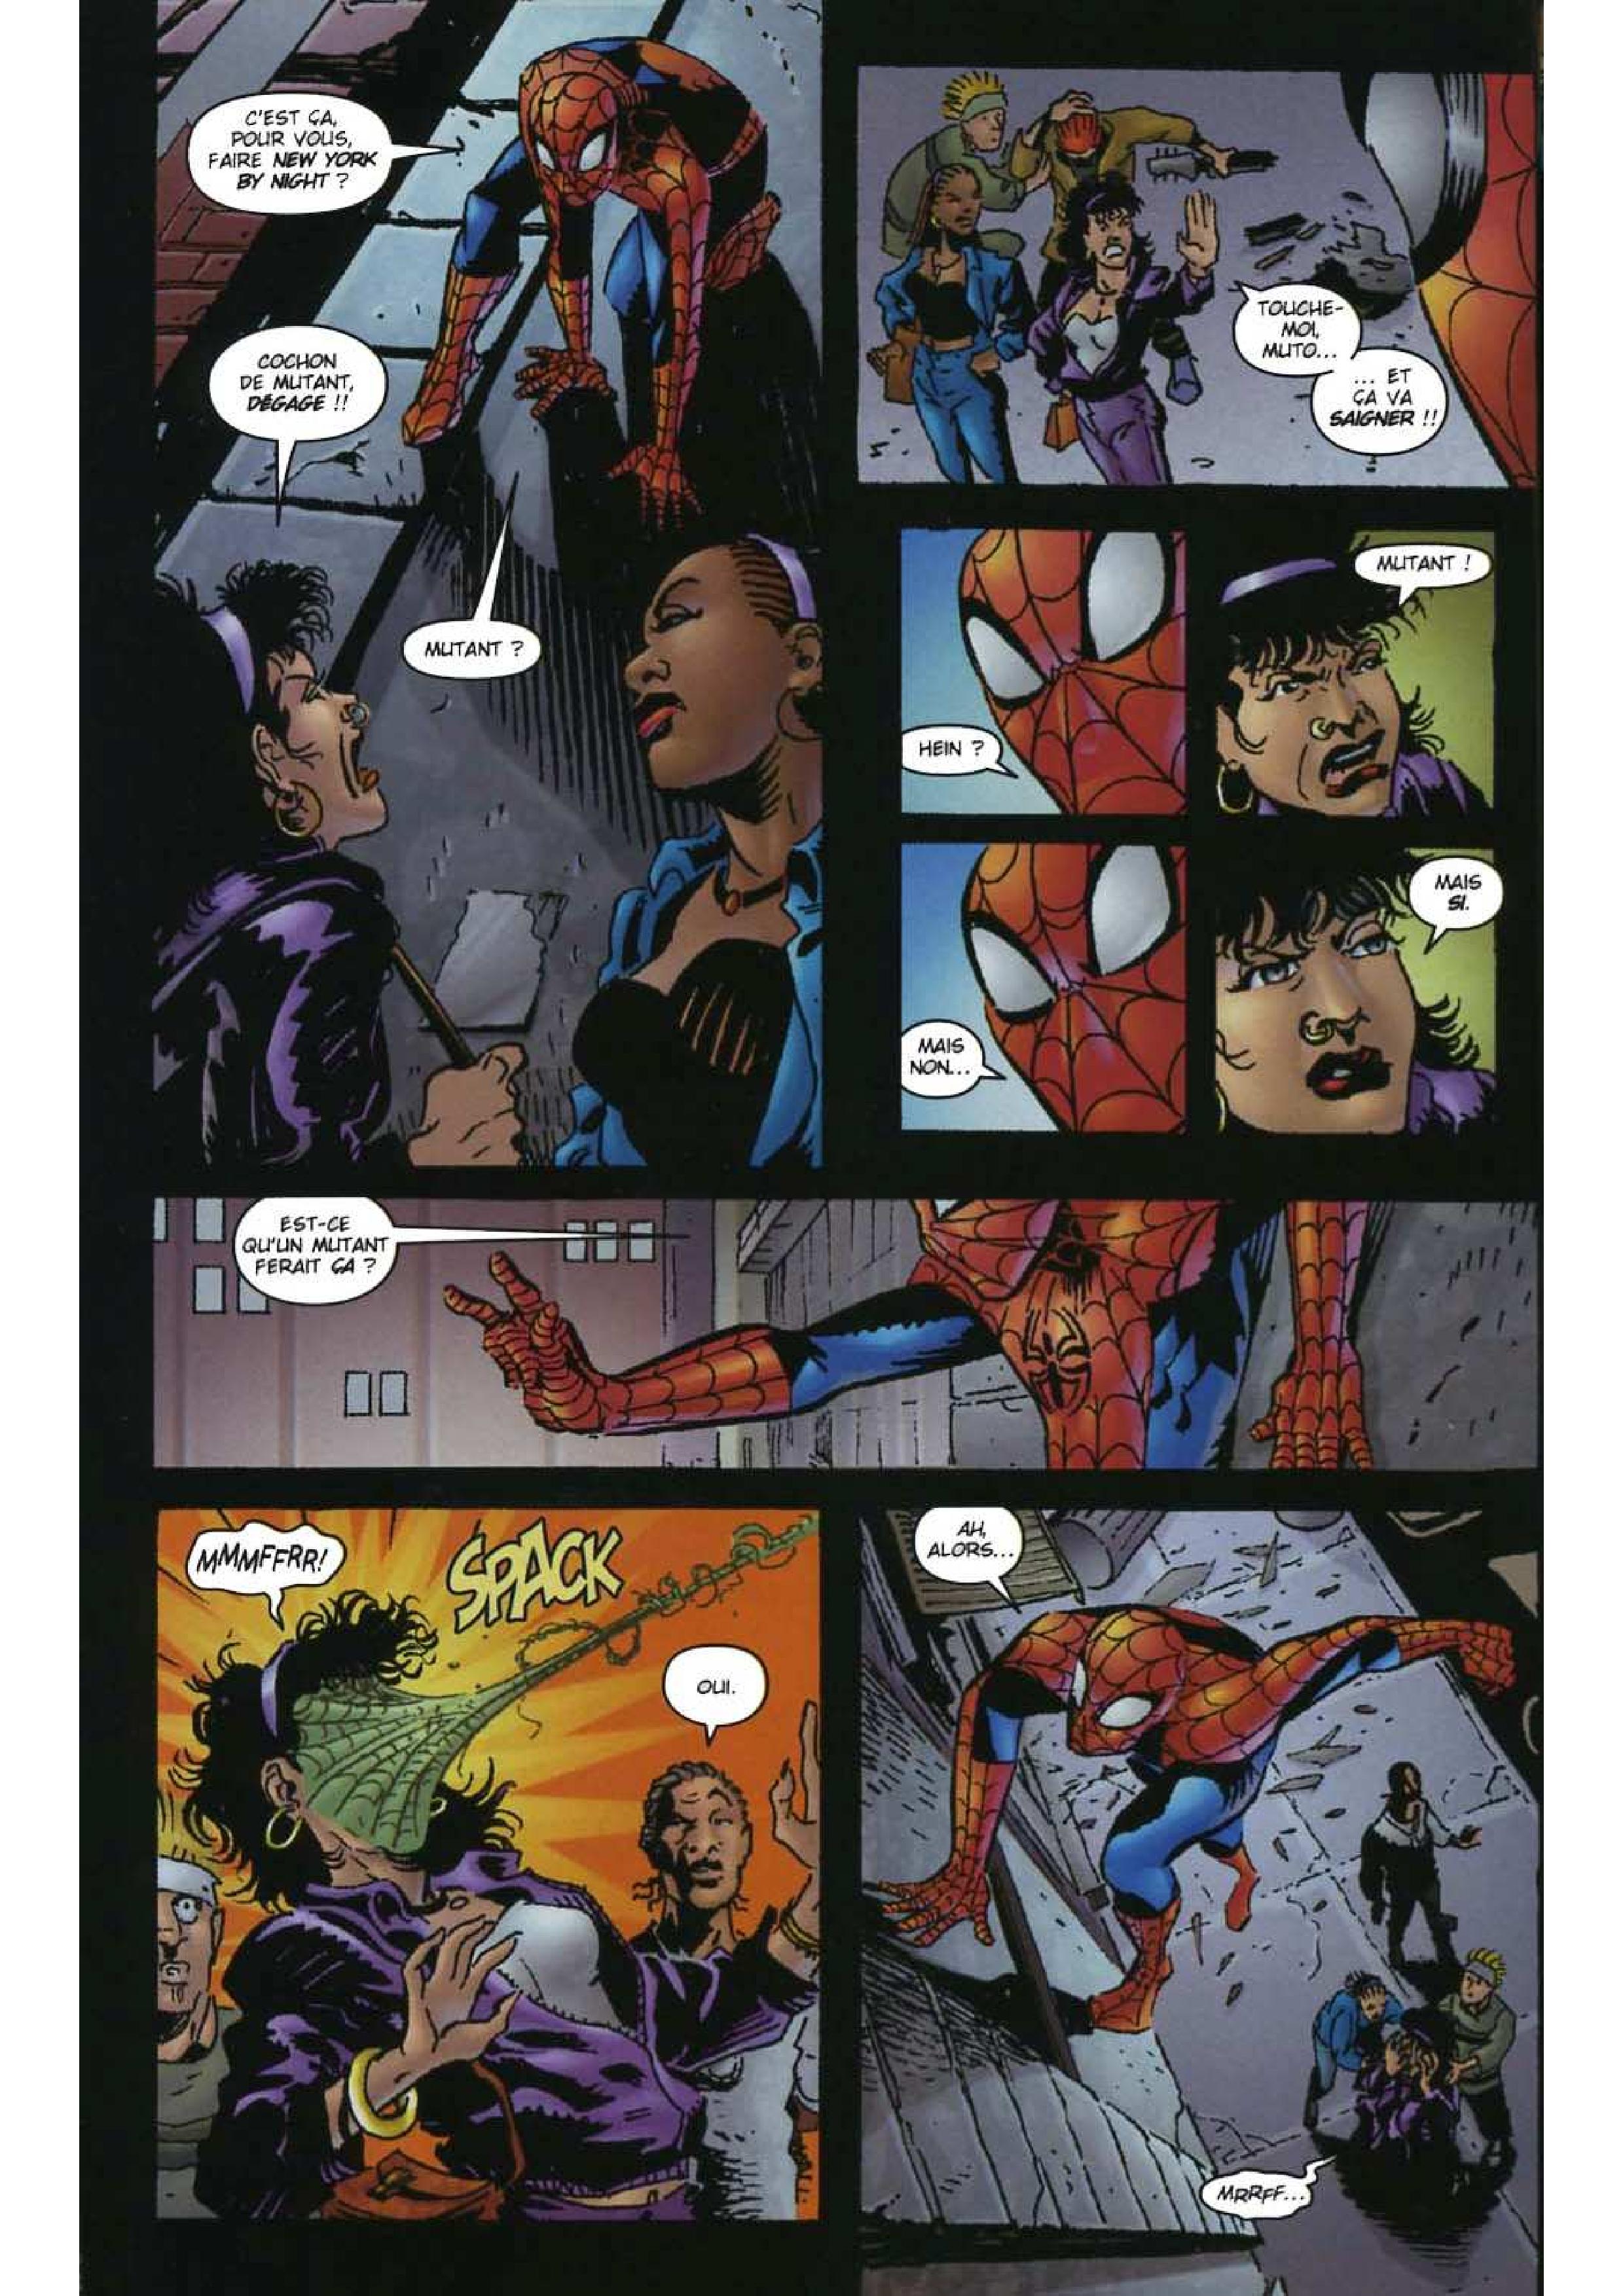 C'EST ÇA,
POUR VOUS,
FAIRE NEW YORK
BY NIGHT ?
COCHON
DE MUTANT,
DÉGAGE !!
MUTANT ?
TOUCHE-
MOI,
MUTO...
... ET
ÇA VA
SAIGNER !!
HEIN ?
MUTANT !
MAIS
NON...
MAIS
SI.
EST-CE
QU'UN MUTANT
FERAIT ÇA ?
MMMFFRR!
SPACK
OUI.
AH,
ALORS...
MRRFF...